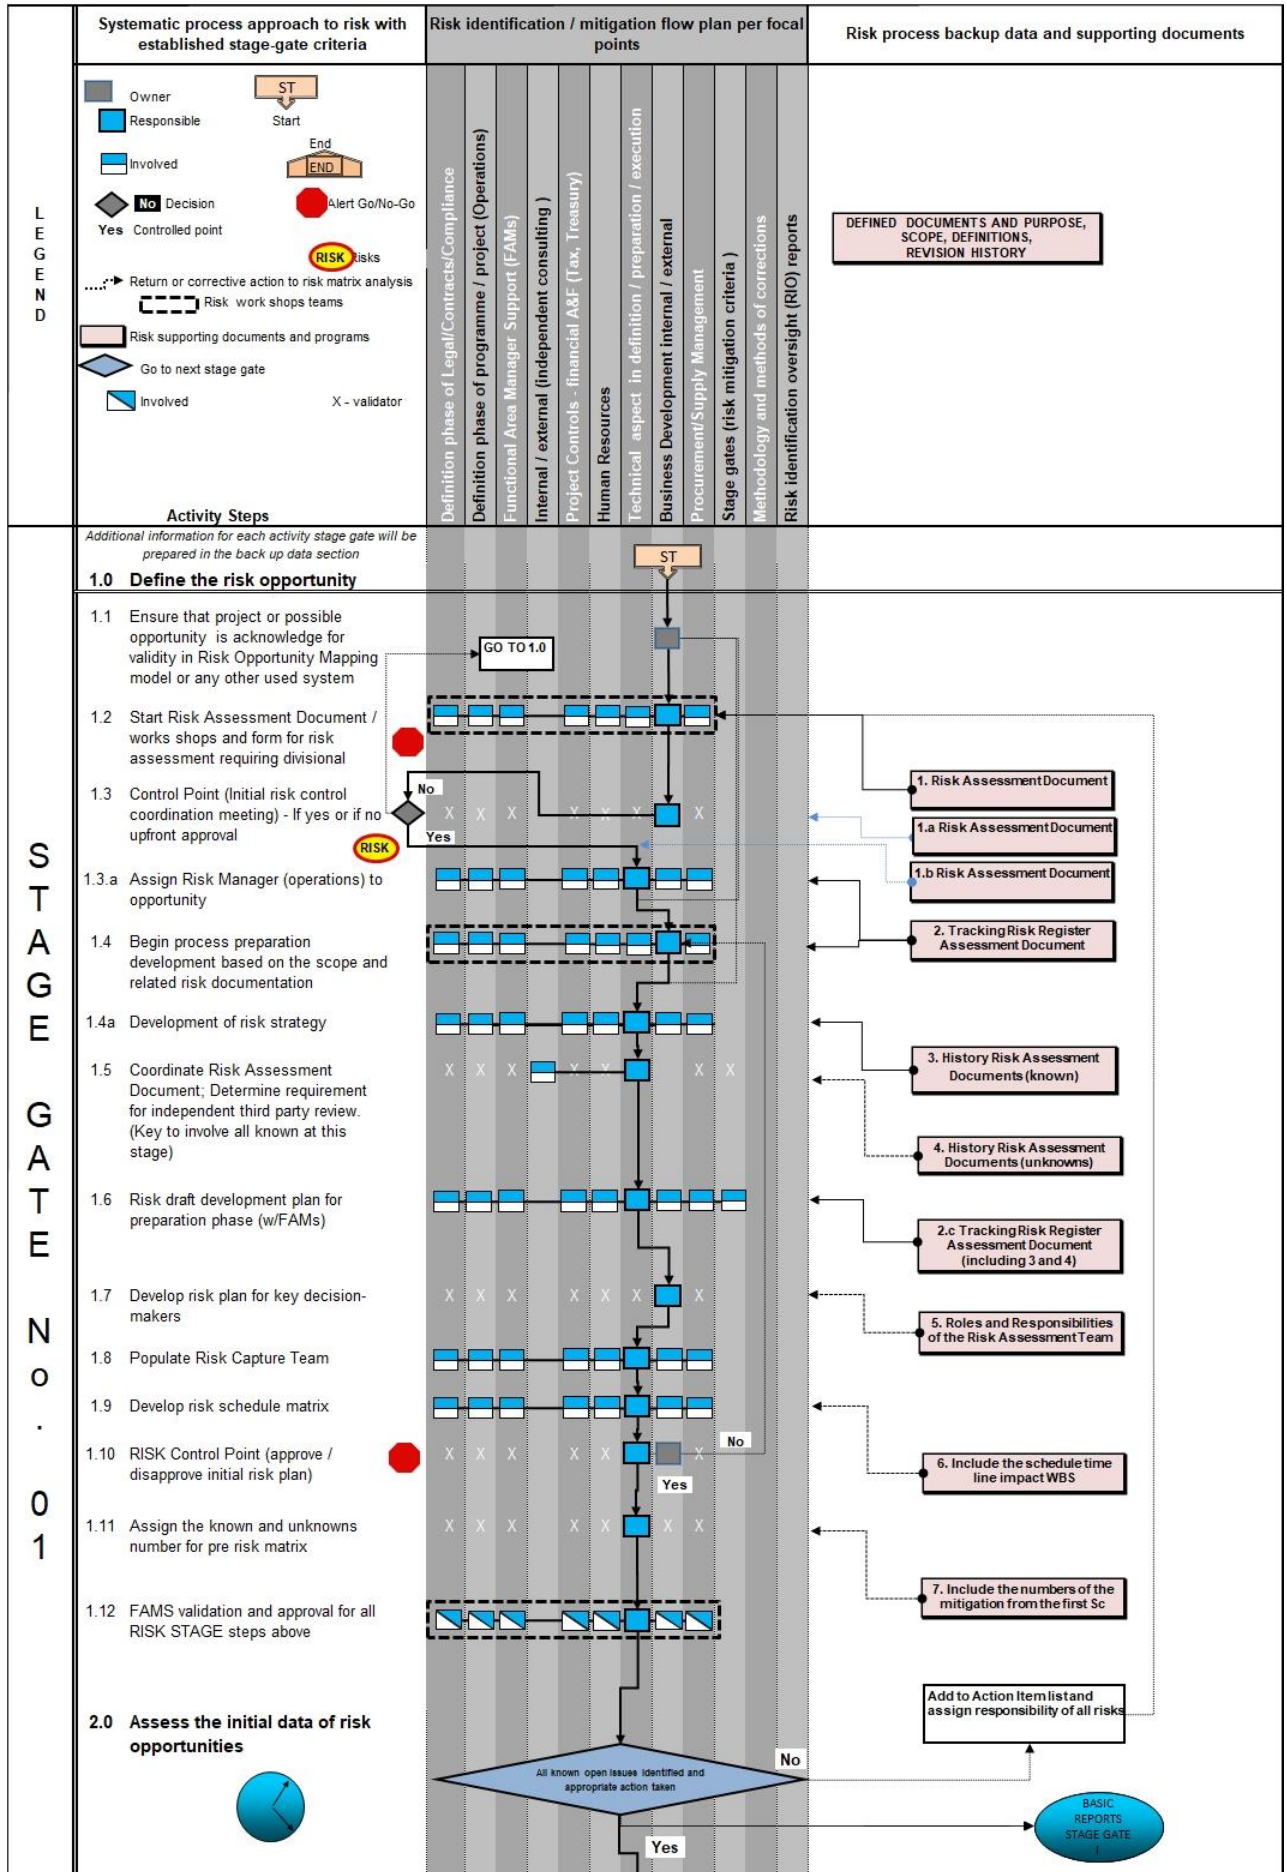 Systematic process approach to risk with
established stage-gate criteria
Risk identification / mitigation flow plan per focal
points
Risk process backup data and supporting documents
LEGEND
Owner
ST
Responsible
Start
End
Involved
END
No Decision
Alert Go/No-Go
Yes Controlled point
RISK Risks
Return or corrective action to risk matrix analysis
Risk work shops teams
Risk supporting documents and programs
Go to next stage gate
Involved
X - validator
Activity Steps
Definition phase of Legal/Contracts/Compliance
Definition phase of programme / project (Operations)
Functional Area Manager Support (FAMs)
Internal / external (independent consulting )
Project Controls - financial A&F (Tax, Treasury)
Human Resources
Technical aspect in definition / preparation / execution
Business Development internal / external
Procurement/Supply Management
Stage gates (risk mitigation criteria )
Methodology and methods of corrections
Risk identification oversight (RIO) reports
DEFINED DOCUMENTS AND PURPOSE,
SCOPE, DEFINITIONS,
REVISION HISTORY
STAGE GATE No. 01
Additional information for each activity stage gate will be
prepared in the back up data section
ST
1.0 Define the risk opportunity
1.1 Ensure that project or possible
opportunity is acknowledge for
validity in Risk Opportunity Mapping
model or any other used system
GO TO 1.0
1.2 Start Risk Assessment Document /
works shops and form for risk
assessment requiring divisional
1.3 Control Point (Initial risk control
coordination meeting) - If yes or if no
upfront approval
No
X X X X X X X
Yes
RISK
1. Risk Assessment Document
1.a Risk Assessment Document
1.b Risk Assessment Document
1.3.a Assign Risk Manager (operations) to
opportunity
2. Tracking Risk Register
Assessment Document
1.4 Begin process preparation
development based on the scope and
related risk documentation
1.4a Development of risk strategy
3. History Risk Assessment
Documents (known)
1.5 Coordinate Risk Assessment
Document; Determine requirement
for independent third party review.
(Key to involve all known at this
stage)
X X X X X X X
4. History Risk Assessment
Documents (unknowns)
1.6 Risk draft development plan for
preparation phase (w/FAMs)
2.c Tracking Risk Register
Assessment Document
(including 3 and 4)
1.7 Develop risk plan for key decision-
makers
X X X X X X X
5. Roles and Responsibilities
of the Risk Assessment Team
1.8 Populate Risk Capture Team
1.9 Develop risk schedule matrix
1.10 RISK Control Point (approve /
disapprove initial risk plan)
X X X X X X
No
Yes
6. Include the schedule time
line impact WBS
1.11 Assign the known and unknowns
number for pre risk matrix
X X X X X X X
7. Include the numbers of the
mitigation from the first Sc
1.12 FAMS validation and approval for all
RISK STAGE steps above
Add to Action Item list and
assign responsibility of all risks
2.0 Assess the initial data of risk
opportunities
All known open issues identified and
appropriate action taken
No
Yes
BASIC
REPORTS
STAGE GATE
I